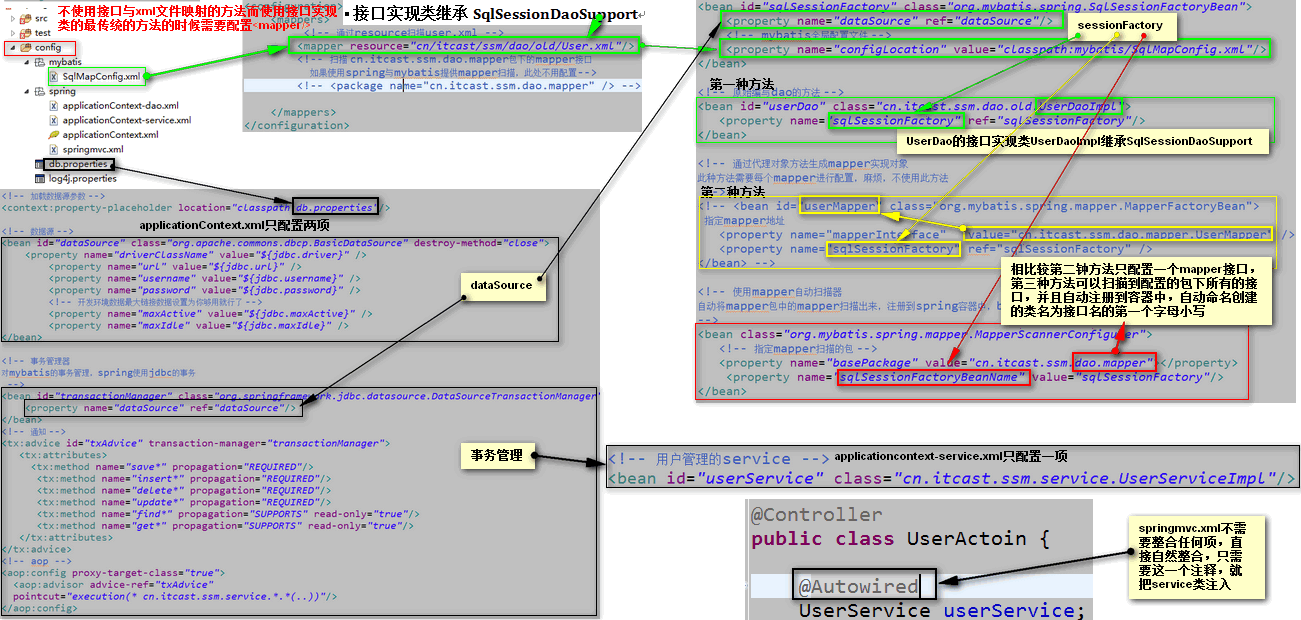 不使用接口与xml文件映射的方法而使用接口实现
类的最传统的方法的时候需要配置<mapper/>
src
test
config
mybatis
SqlMapConfig.xml
spring
applicationContext-dao.xml
applicationContext-service.xml
applicationContext.xml
springmvc.xml
db.properties
log4j.properties
▪ 接口实现类继承 SqlSessionDaoSupport
<mappers>
<!-- 通过resource扫描user.xml -->
<mapper resource="cn/itcast/ssm/dao/old/User.xml"/>
<!-- 扫描cn.itcast.ssm.dao.mapper包下的mapper接口
如果使用spring与mybatis提供mapper扫描，此处不用配置-->
<!-- <package name="cn.itcast.ssm.dao.mapper" /> -->
</mappers>
</configuration>
<!-- 加载数据源参数 -->
<context:property-placeholder location="classpath:db.properties"/>
applicationContext.xml只配置两项
<!-- 数据源 -->
<bean id="dataSource" class="org.apache.commons.dbcp.BasicDataSource" destroy-method="close">
<property name="driverClassName" value="${jdbc.driver}" />
<property name="url" value="${jdbc.url}" />
<property name="username" value="${jdbc.username}" />
<property name="password" value="${jdbc.password}" />
<!-- 开发环境数据最大链接数据设置为你够用就行了 -->
<property name="maxActive" value="${jdbc.maxActive}" />
<property name="maxIdle" value="${jdbc.maxIdle}" />
</bean>
dataSource
<!-- 事务管理器
对mybatis的事务管理，spring使用jdbc的事务
-->
<bean id="transactionManager" class="org.springframework.jdbc.datasource.DataSourceTransactionManager"
<property name="dataSource" ref="dataSource"/>
</bean>
<!-- 通知 -->
<tx:advice id="txAdvice" transaction-manager="transactionManager">
<tx:attributes>
<tx:method name="save*" propagation="REQUIRED"/>
<tx:method name="insert*" propagation="REQUIRED"/>
<tx:method name="delete*" propagation="REQUIRED"/>
<tx:method name="update*" propagation="REQUIRED"/>
<tx:method name="find*" propagation="SUPPORTS" read-only="true"/>
<tx:method name="get*" propagation="SUPPORTS" read-only="true"/>
</tx:attributes>
</tx:advice>
<!-- aop -->
<aop:config proxy-target-class="true">
<aop:advisor advice-ref="txAdvice"
pointcut="execution(* cn.itcast.ssm.service.*.*(..))"/>
</aop:config>
事务管理
<bean id="sqlSessionFactory" class="org.mybatis.spring.SqlSessionFactoryBean">
<property name="dataSource" ref="dataSource"/>
sessionFactory
<!-- mybatis全局配置文件 -->
<property name="configLocation" value="classpath:mybatis/SqlMapConfig.xml"/>
</bean>
第一种方法
<!-- 原始编写dao的方法 -->
<bean id="userDao" class="cn.itcast.ssm.dao.old.UserDaoImpl">
<property name="sqlSessionFactory" ref="sqlSessionFactory"/>
</bean>
UserDao的接口实现类UserDaoImpl继承SqlSessionDaoSupport
<!-- 通过代理对象方法生成mapper实现对象
此种方法需要每个mapper进行配置，麻烦，不使用此方法
第二种方法
<!-- <bean id="userMapper" class="org.mybatis.spring.mapper.MapperFactoryBean">
指定mapper地址
<property name="mapperInterface" value="cn.itcast.ssm.dao.mapper.UserMapper" />
<property name="sqlSessionFactory" ref="sqlSessionFactory" />
</bean> -->
相比较第二钟方法只配置一个mapper接口，
第三种方法可以扫描到配置的包下所有的接
口，并且自动注册到容器中，自动命名创建
的类名为接口名的第一个字母小写
<!-- 使用mapper自动扫描器
自动将mapper包中的mapper扫描出来，注册到spring容器中，b
-->
<bean class="org.mybatis.spring.mapper.MapperScannerConfigurer">
<!-- 指定mapper扫描的包 -->
<property name="basePackage" value="cn.itcast.ssm.dao.mapper"></property>
<property name="sqlSessionFactoryBeanName" value="sqlSessionFactory"/>
</bean>
<!-- 用户管理的service --> applicationcontext-service.xml只配置一项
<bean id="userService" class="cn.itcast.ssm.service.UserServiceImpl"/>
@Controller
public class UserActoin {
@Autowired
UserService userService;
springmvc.xml不需
要整合任何项，直
接自然整合，只需
要这一个注释，就
把service类注入